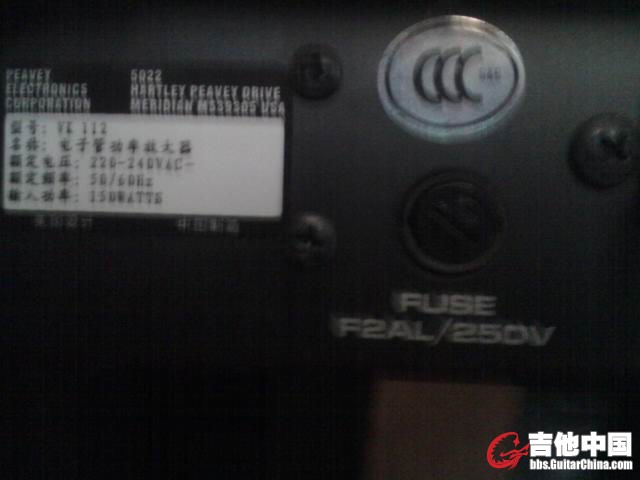 PEAVEY 5022
ELECTRONICS HARTLEY PEAVEY DRIVE
CORPORATION MERIDIAN MS39305 USA
型号: VK 112
名称: 电子管功率放大器
额定电压: 220-240VAC~
额定频率: 50/60Hz
输入功率: 150WATTS
美国设计 中国制造
CCC
S&E
FUSE
F2AL/250V
吉他中国
bbs.GuitarChina.com